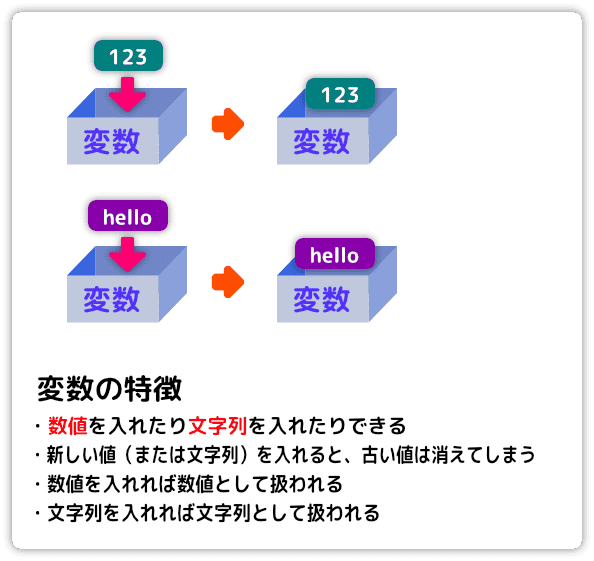 123
123
変数
変数
hello
hello
変数
変数
変数の特徴
・数値を入れたり文字列を入れたりできる
・新しい値（または文字列）を入れると、古い値は消えてしまう
・数値を入れれば数値として扱われる
・文字列を入れれば文字列として扱われる